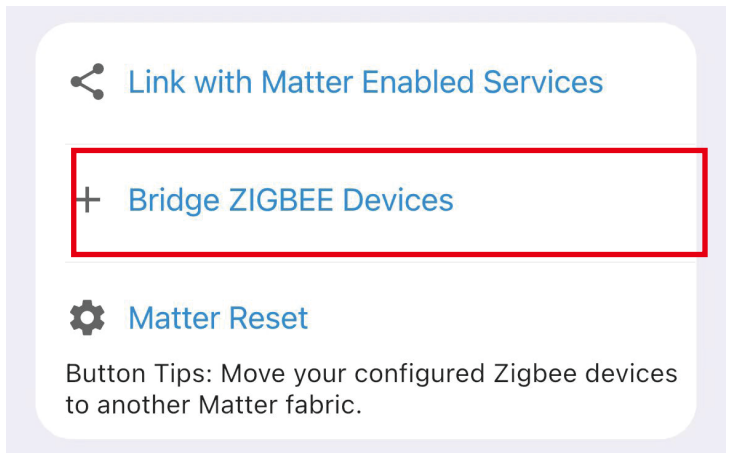 Link with Matter Enabled Services
Bridge ZIGBEE Devices
Matter Reset
Button Tips: Move your configured Zigbee devices
to another Matter fabric.